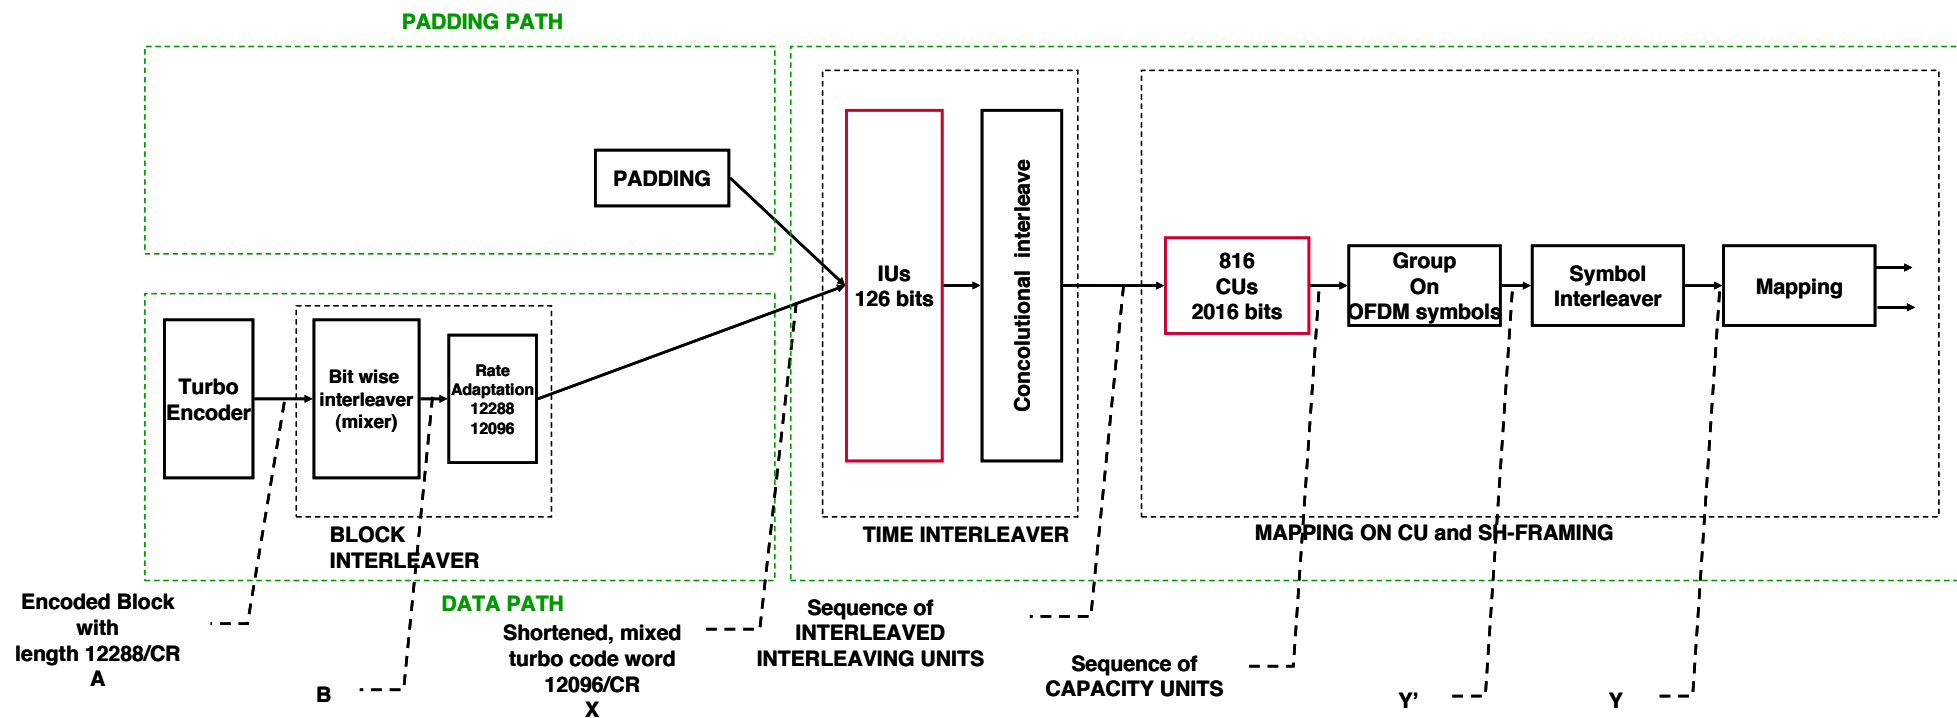 PADDING PATH
PADDING
Turbo
Encoder
Bit wise
interleaver
(mixer)
Rate
Adaptation
12288
12096
BLOCK
INTERLEAVER
DATA PATH
IUs
126 bits
Concolutional interleave
TIME INTERLEAVER
816
CUs
2016 bits
Group
On
OFDM symbols
Symbol
Interleaver
Mapping
MAPPING ON CU and SH-FRAMING
Encoded Block
with
length 12288/CR
A
B
Shortened, mixed
turbo code word
12096/CR
X
Sequence of
INTERLEAVED
INTERLEAVING UNITS
Sequence of
CAPACITY UNITS
Y’
Y